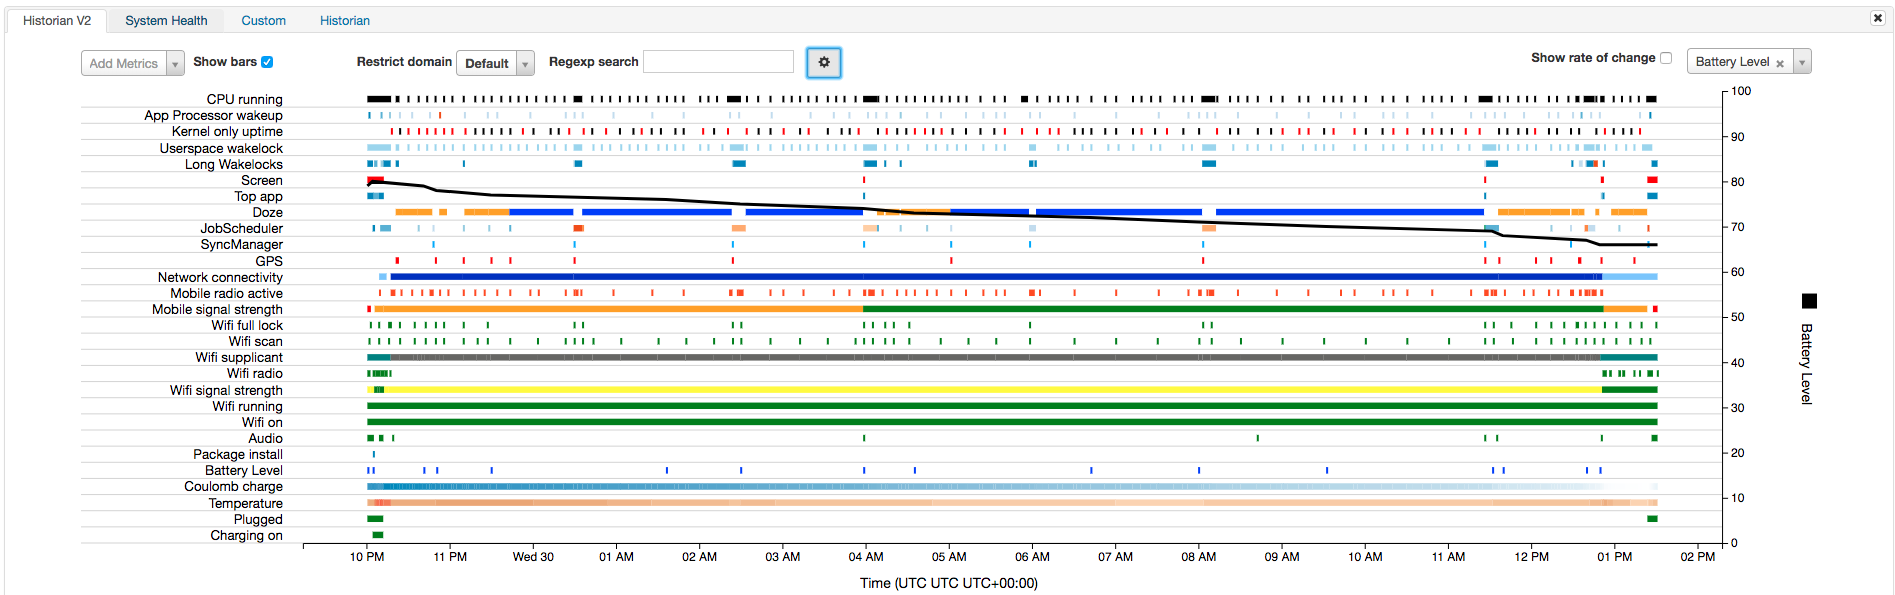 Historian V2 System Health Custom Historian ✖
Add Metrics Show bars Restrict domain Default Regexp search Show rate of change Battery Level ×
CPU running
App Processor wakeup
Kernel only uptime
Userspace wakelock
Long Wakelocks
Screen
Top app
Doze
JobScheduler
SyncManager
GPS
Network connectivity
Mobile radio active
Mobile signal strength
Wifi full lock
Wifi scan
Wifi supplicant
Wifi radio
Wifi signal strength
Wifi running
Wifi on
Audio
Package install
Battery Level
Coulomb charge
Temperature
Plugged
Charging on
100
90
80
70
60
50
40
30
20
10
0
Battery Level
10 PM 11 PM Wed 30 01 AM 02 AM 03 AM 04 AM 05 AM 06 AM 07 AM 08 AM 09 AM 10 AM 11 AM 12 PM 01 PM 02 PM
Time (UTC UTC UTC+00:00)